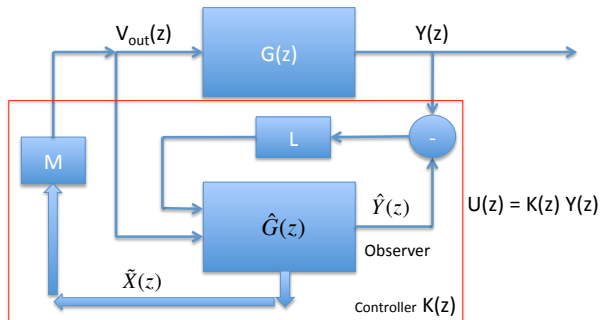 V_out(z)
Y(z)
G(z)
M
L
-
Ĝ(z)
Ŷ(z)
U(z) = K(z) Y(z)
Observer
X̃(z)
Controller K(z)